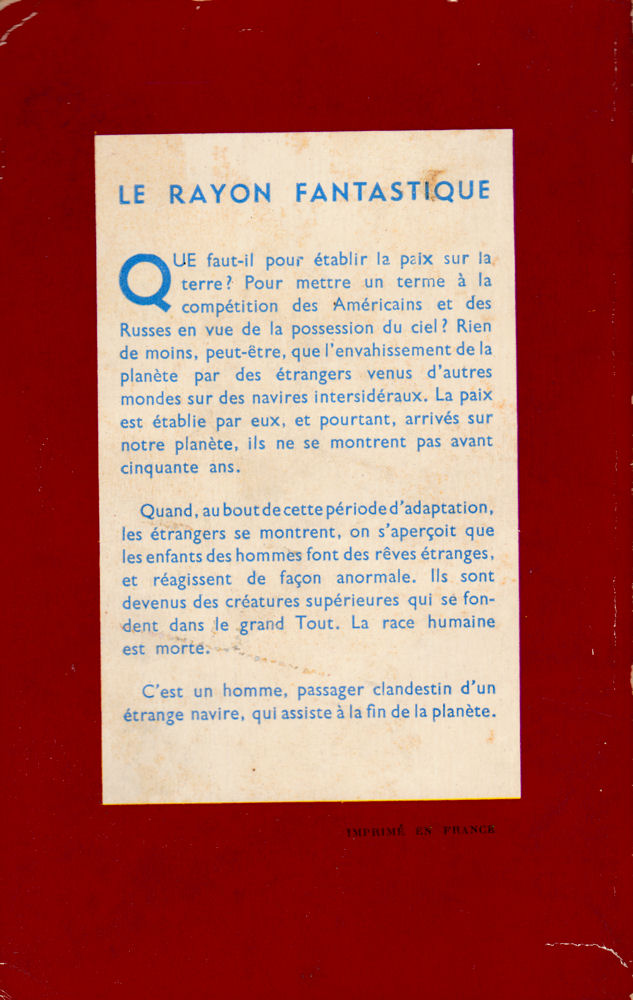 LE RAYON FANTASTIQUE
QUE faut-il pour établir la paix sur la
terre? Pour mettre un terme à la
compétition des Américains et des
Russes en vue de la possession du ciel? Rien
de moins, peut-être, que l'envahissement de la
planète par des étrangers venus d'autres
mondes sur des navires intersidéraux. La paix
est établie par eux, et pourtant, arrivés sur
notre planète, ils ne se montrent pas avant
cinquante ans.
Quand, au bout de cette période d'adaptation,
les étrangers se montrent, on s'aperçoit que
les enfants des hommes font des rêves étranges,
et réagissent de façon anormale. Ils sont
devenus des créatures supérieures qui se fon-
dent dans le grand Tout. La race humaine
est morte.
C'est un homme, passager clandestin d'un
étrange navire, qui assiste à la fin de la planète.
IMPRIMÉ EN FRANCE